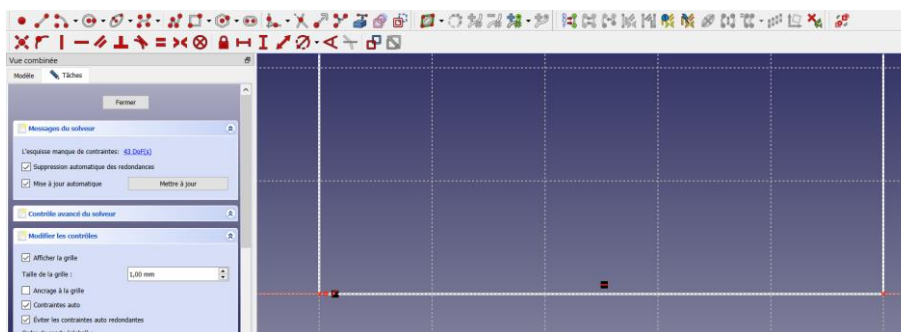 Vue combinée
Modèle Tâches
Fermer
Messages du solveur
L'esquisse manque de contraintes: 43 DoF(s)
Suppression automatique des redondances
Mise à jour automatique Mettre à jour
Contrôle avancé du solveur
Modifier les contrôles
Afficher la grille
Taille de la grille : 1,00 mm
Ancrage à la grille
Contraintes auto
Éviter les contraintes auto redondantes